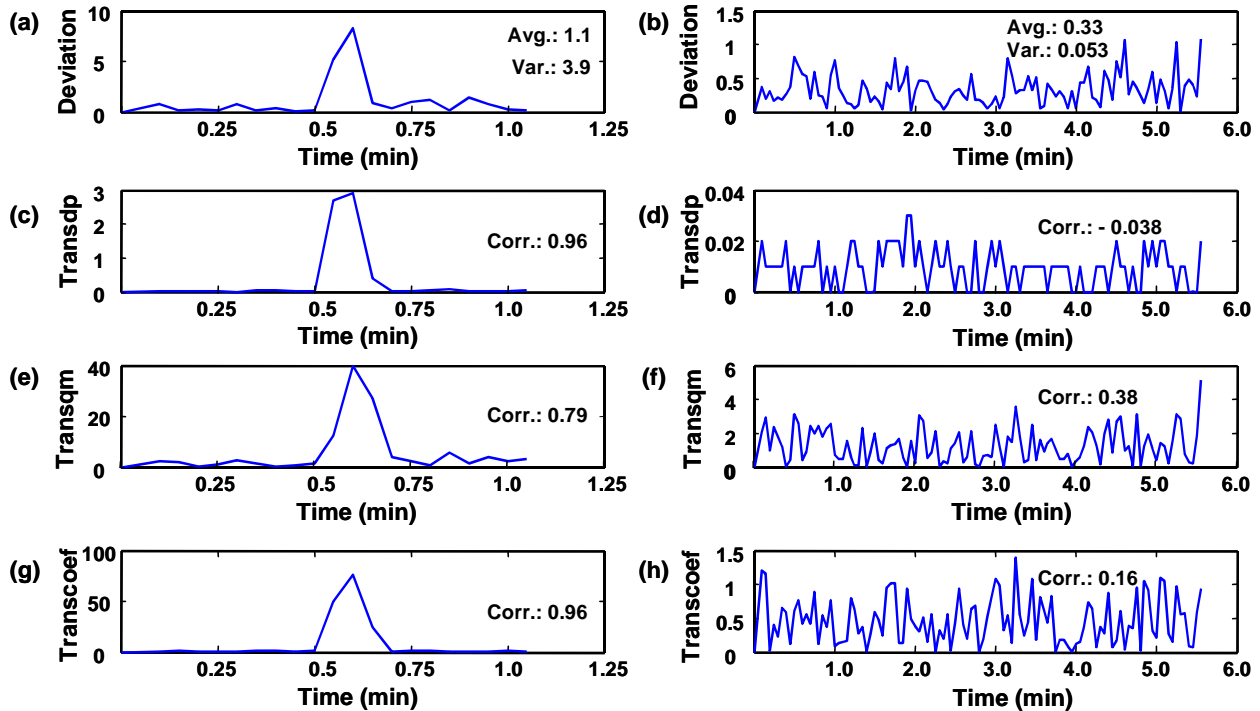 (a)
Deviation
10
5
0
Avg.: 1.1
Var.: 3.9
0.25
0.5
0.75
1.0
1.25
Time (min)
(b)
Deviation
1.5
1
0.5
0
Avg.: 0.33
Var.: 0.053
1.0
2.0
3.0
4.0
5.0
6.0
Time (min)
(c)
Transdp
3
2
1
0
Corr.: 0.96
0.25
0.5
0.75
1.0
1.25
Time (min)
(d)
Transdp
0.04
0.02
0
Corr.: - 0.038
1.0
2.0
3.0
4.0
5.0
6.0
Time (min)
(e)
Transqm
40
20
0
Corr.: 0.79
0.25
0.5
0.75
1.0
1.25
Time (min)
(f)
Transqm
6
4
2
0
Corr.: 0.38
1.0
2.0
3.0
4.0
5.0
6.0
Time (min)
(g)
Transcoef
100
50
0
Corr.: 0.96
0.25
0.5
0.75
1.0
1.25
Time (min)
(h)
Transcoef
1.5
1
0.5
0
Corr.: 0.16
1.0
2.0
3.0
4.0
5.0
6.0
Time (min)